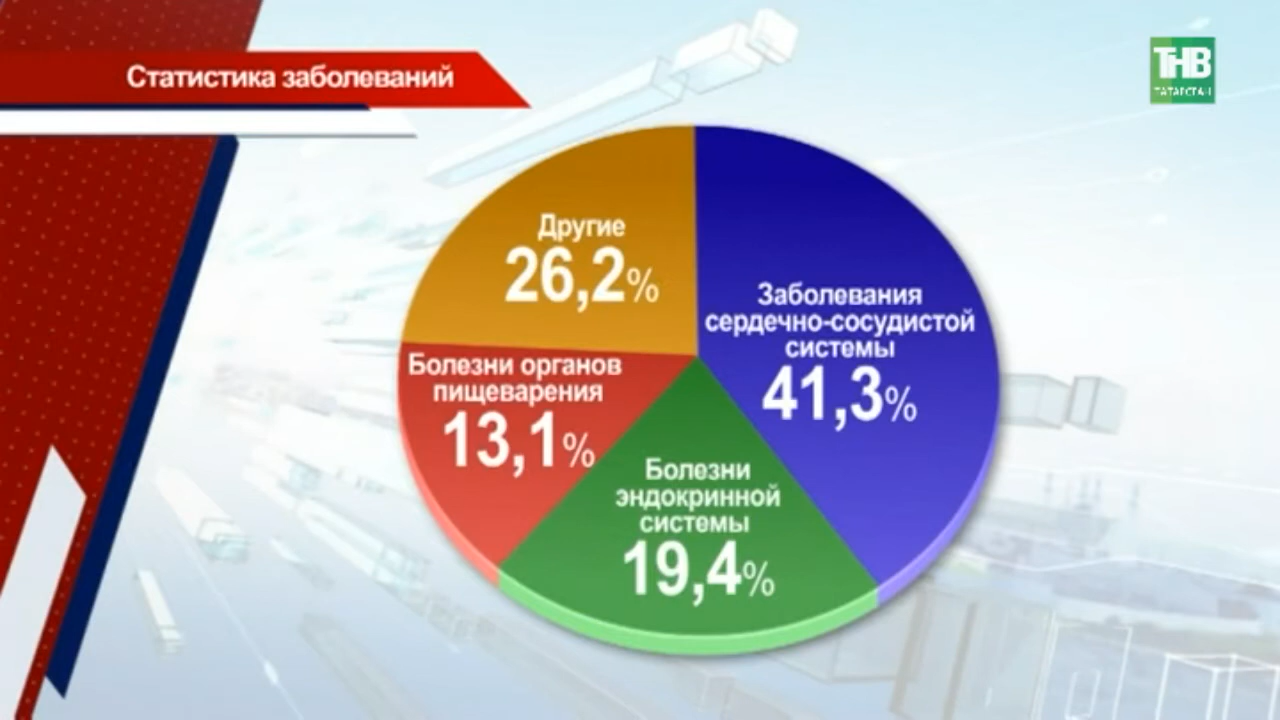 Статистика заболеваний
ТНВ
ТАТАРСТАН
Другие
26,2%
Заболевания
сердечно-сосудистой
системы
41,3%
Болезни органов
пищеварения
13,1%
Болезни
эндокринной
системы
19,4%